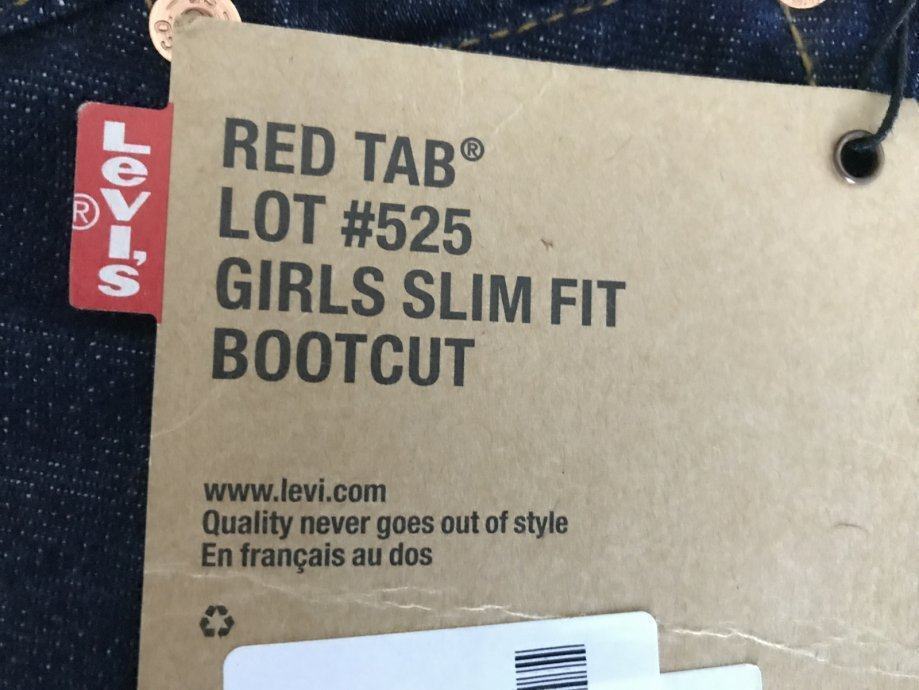 Levi's
®
RED TAB®
LOT #525
GIRLS SLIM FIT
BOOTCUT
www.levi.com
Quality never goes out of style
En français au dos